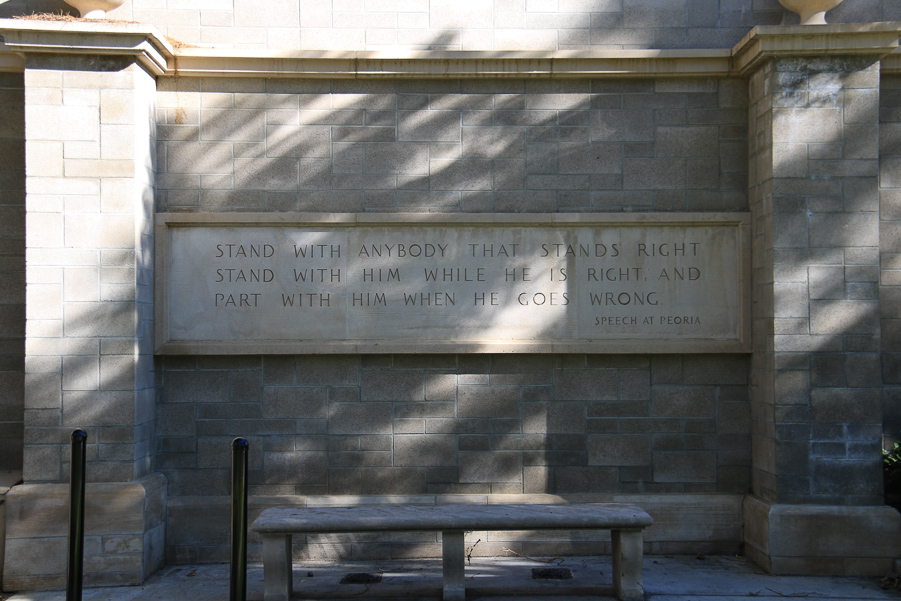 STAND WITH ANYBODY THAT STANDS RIGHT
STAND WITH HIM WHILE HE IS RIGHT, AND
PART WITH HIM WHEN HE GOES WRONG.
SPEECH AT PEORIA